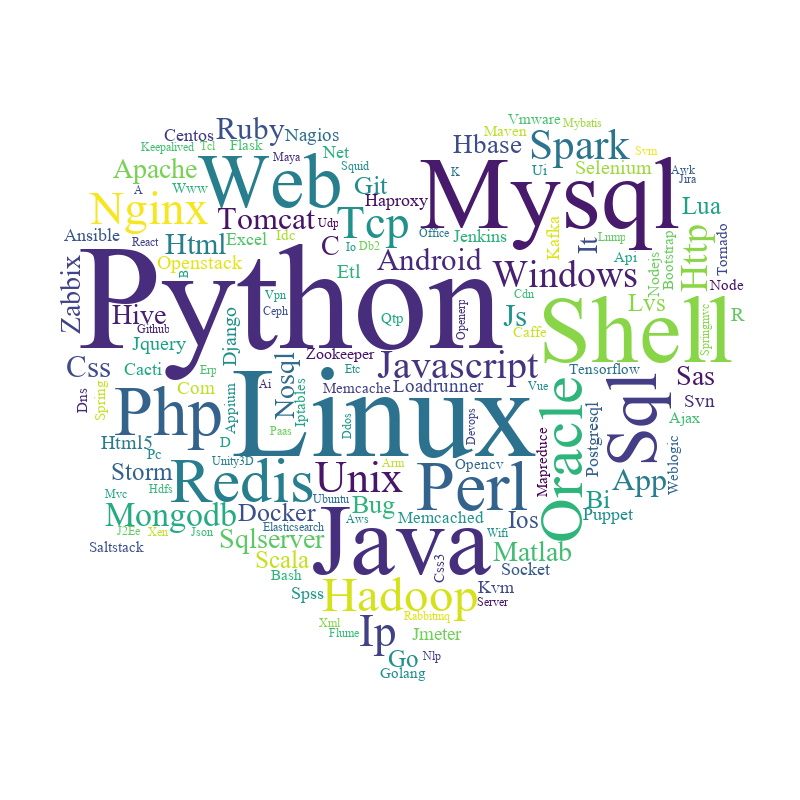 Vmware
Mybatis
Ruby
Nagios
Centos
Keepalived
Tcl
Flask
Maya
Net
Squid
Maven
Hbase
Spark
Svm
Apache
Web
Www
Git
K
Ui
Selenium
Awk
Jira
A
Nginx
Tomcat
Udp
Haproxy
Tcp
Mysql
Lua
Ansible
React
Html
Excel
Idc
C
Io
Db2
Office
Jenkins
Kafka
It
Lnmp
Api
Nodejs
Bootstrap
Http
Tornado
Zabbix
Openstack
B
Python
Etl
Android
Windows
Lvs
Node
Vpn
Ceph
Cdn
Hive
Github
Qtp
Openerp
Js
Caffe
Shell
Springmvc
R
Jquery
Django
Zookeeper
Css
Cacti
Erp
Nosql
Etc
Javascript
Tensorflow
Sas
Dns
Spring
Com
Appium
Ai
Iptables
Memcache
Loadrunner
Vue
Svn
Php
Linux
Ddos
Devops
Oracle
Postgresql
Sql
Ajax
Html5
D
Paas
Pc
Unity3D
Arm
Opencv
Mapreduce
Weblogic
Storm
Redis
Unix
Perl
App
Mvc
Hdfs
Ubuntu
Bi
Mongodb
Docker
Bug
Memcached
Ios
Puppet
J2Ee
Xen
Json
Sqlserver
Elasticsearch
Aws
Java
Wifi
Saltstack
Scala
Css3
Matlab
Bash
Socket
Spss
Hadoop
Kvm
Server
Xml
Flume
Ip
Rabbitmq
Jmeter
Go
Nlp
Golang